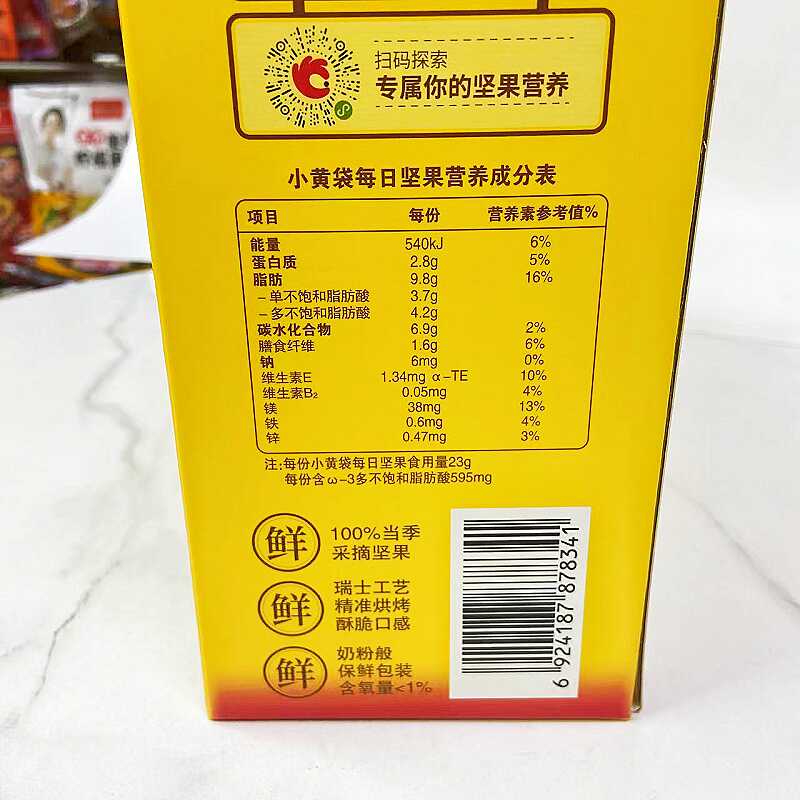 扫码探索
专属你的坚果营养
小黄袋每日坚果营养成分表
项目 每份 营养素参考值%
能量 540kJ 6%
蛋白质 2.8g 5%
脂肪 9.8g 16%
–单不饱和脂肪酸 3.7g
–多不饱和脂肪酸 4.2g
碳水化合物 6.9g 2%
膳食纤维 1.6g 6%
钠 6mg 0%
维生素E 1.34mg α–TE 10%
维生素B₂ 0.05mg 4%
镁 38mg 13%
铁 0.6mg 4%
锌 0.47mg 3%
注:每份小黄袋每日坚果食用量23g
每份含ω–3多不饱和脂肪酸595mg
鲜 100%当季
采摘坚果
鲜 瑞士工艺
精准烘烤
酥脆口感
鲜 奶粉般
保鲜包装
含氧量<1%
6 924187 878341